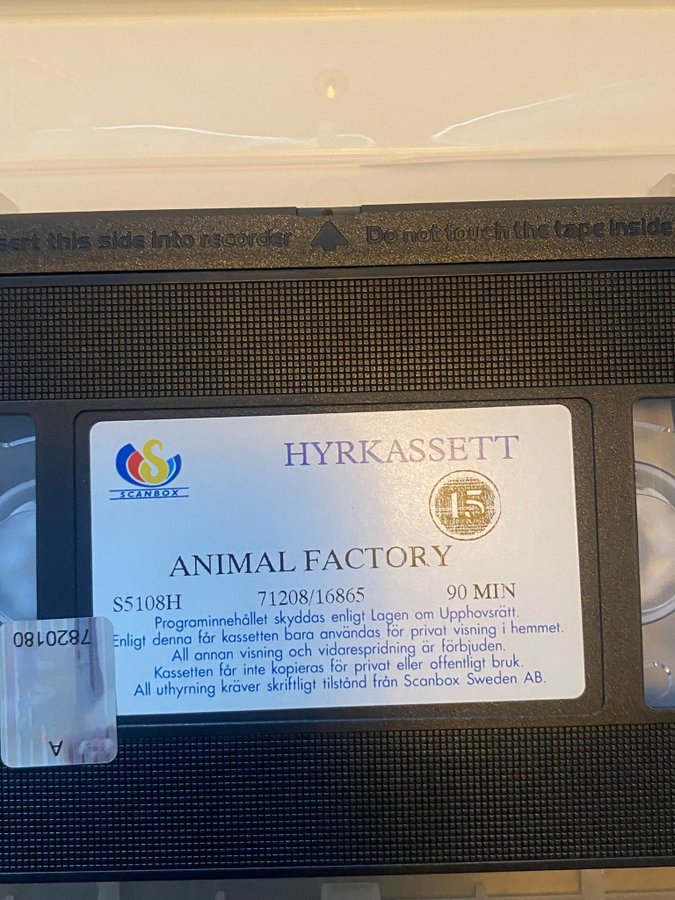 sert this side into recorder
Do not touch the tape inside
HYRKASSETT
SCANBOX
15
ANIMAL FACTORY
S5108H 71208/16865 90 MIN
Programinnehållet skyddas enligt Lagen om Upphovsrätt.
Enligt denna får kassetten bara användas för privat visning i hemmet.
All annan visning och vidarespridning är förbjuden.
Kassetten får inte kopieras för privat eller offentligt bruk.
All uthyrning kräver skriftligt tilstånd från Scanbox Sweden AB.
7820180
A